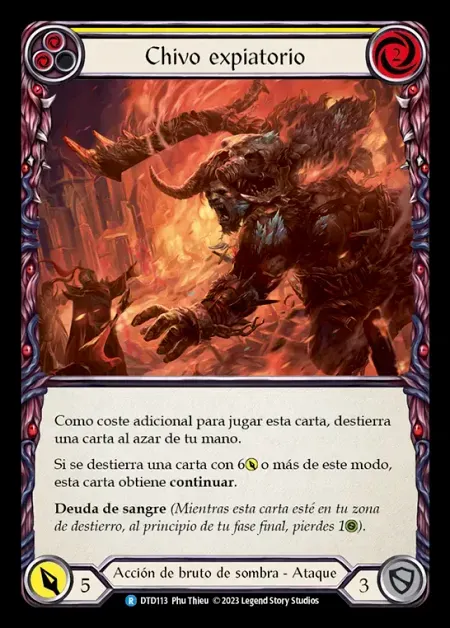 Chivo expiatorio
2
Como coste adicional para jugar esta carta, destierra
una carta al azar de tu mano.
Si se destierra una carta con 6 o más de este modo,
esta carta obtiene continuar.
Deuda de sangre (Mientras esta carta esté en tu zona
de destierro, al principio de tu fase final, pierdes 1).
5
Acción de bruto de sombra - Ataque
3
R DTD113 Phu Thieu © 2023 Legend Story Studios